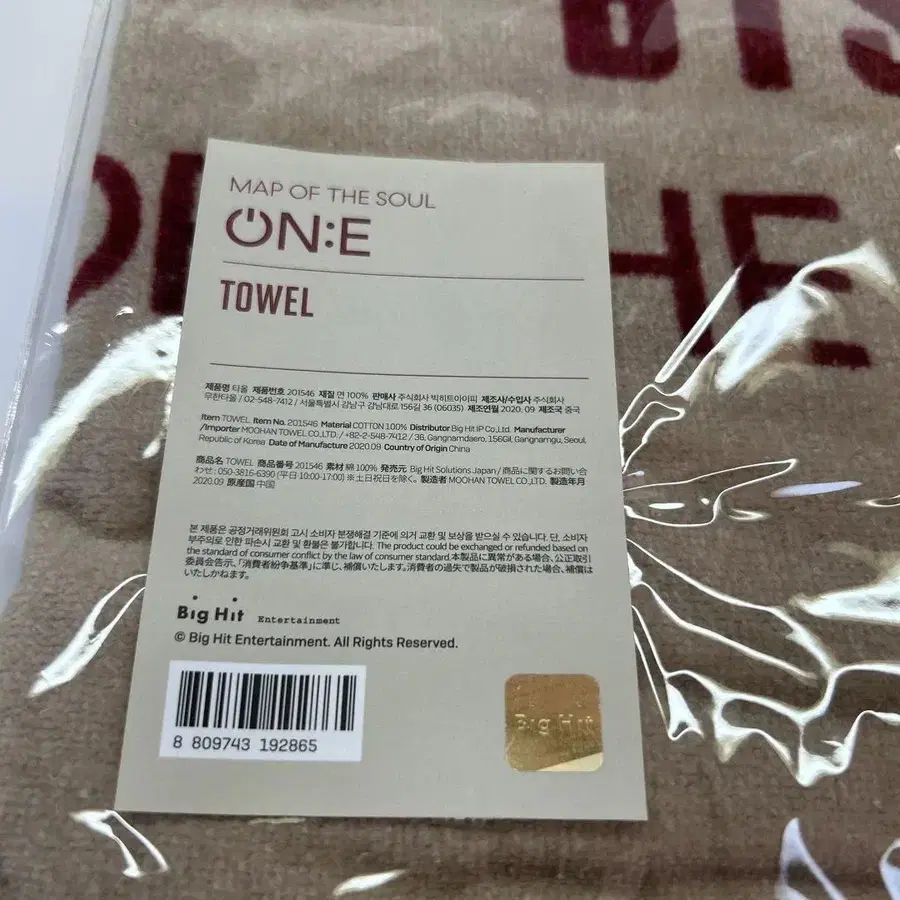 BTS
HE
MAP OF THE SOUL
ON:E
TOWEL
제품명 타올 제품번호 201546 재질 면 100% 판매사 주식회사 빅히트아이피 제조사/수입사 주식회사
무한타올 / 02-548-7412 / 서울특별시 강남구 강남대로 156길 36 (06035) 제조연월 2020. 09 제조국 중국
Item TOWEL Item No. 201546 Material COTTON 100% Distributor Big Hit IP Co.,Ltd. Manufacturer
/Importer MOOHAN TOWEL CO.,LTD. / +82-2-548-7412 / 36, Gangnamdaero, 156Gil, Gangnamgu, Seoul,
Republic of Korea Date of Manufacture 2020.09 Country of Origin China
商品名 TOWEL 商品番号 201546 素材 綿 100% 発売元 Big Hit Solutions Japan / 商品に関するお問い合
わせ : 050-3816-6390 (平日 10:00-17:00) ※ 土日祝日を除く。 製造者 MOOHAN TOWEL CO.,LTD. 製造年月
2020.09 原産国 中国
본 제품은 공정거래위원회 고시 소비자 분쟁해결 기준에 의거 교환 및 보상을 받으실 수 있습니다. 단, 소비자
부주의로 인한 파손시 교환 및 환불은 불가합니다. The product could be exchanged or refunded based on
the standard of consumer conflict by the law of consumer standard. 本製品に異常がある場合、公正取引
委員会告示、「消費者紛争基準」に準じ、補償いたします。消費者の過失で製品が破損された場合、補償は
いたしかねます。
Big Hit Entertainment
© Big Hit Entertainment. All Rights Reserved.
8 809743 192865
Big Hit